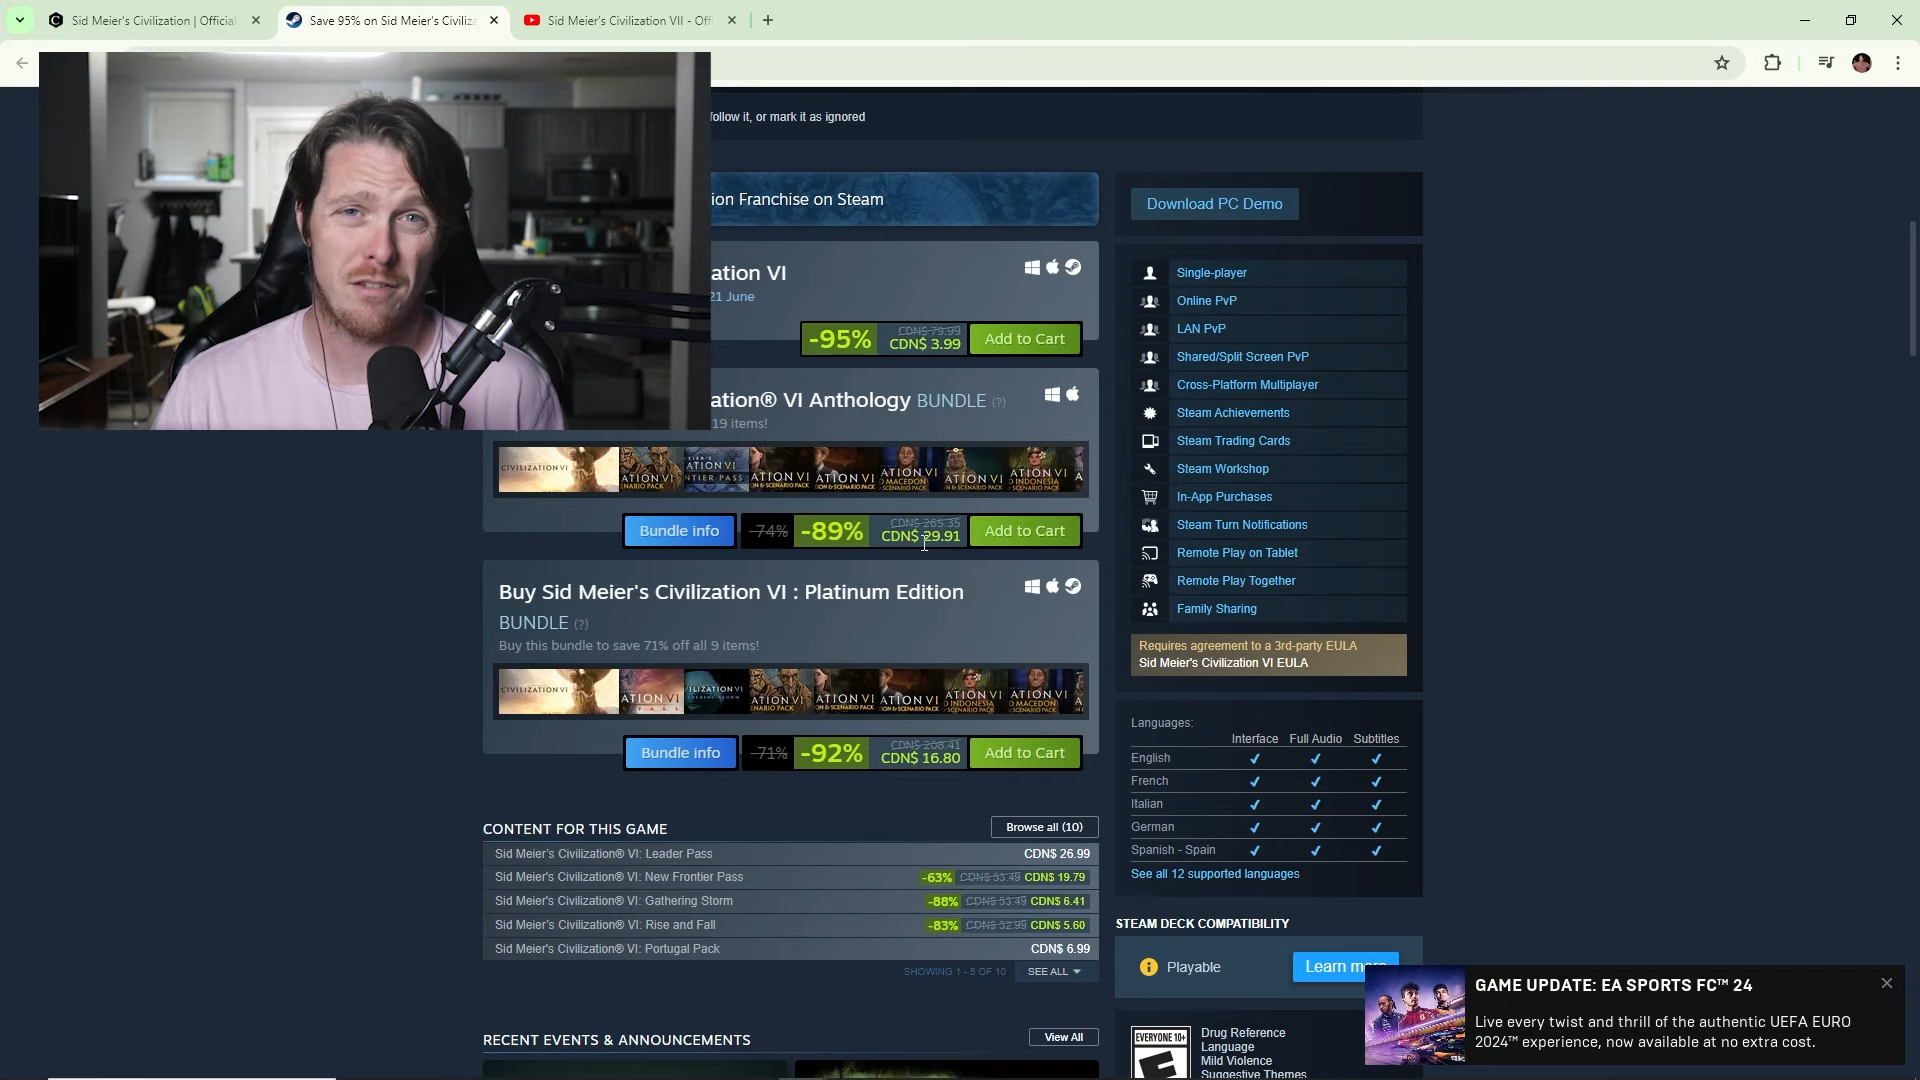 Sid Meier's Civilization | Official
Save 95% on Sid Meier's Civiliza
Sid Meier's Civilization VII - Off
follow it, or mark it as ignored
ion Franchise on Steam
ation VI
21 June
-95%
CDN$ 79.99
CDN$ 3.99
Add to Cart
ation® VI Anthology BUNDLE (?)
19 items!
CIVILIZATION VI
Bundle info
-74%
-89%
CDN$ 265.35
CDN$ 29.91
Add to Cart
Buy Sid Meier's Civilization VI : Platinum Edition
BUNDLE (?)
Buy this bundle to save 71% off all 9 items!
CIVILIZATION VI
Bundle info
-71%
-92%
CDN$ 208.41
CDN$ 16.80
Add to Cart
CONTENT FOR THIS GAME
Browse all (10)
Sid Meier's Civilization® VI: Leader Pass
CDN$ 26.99
Sid Meier's Civilization® VI: New Frontier Pass
-63% CDN$ 53.49 CDN$ 19.79
Sid Meier's Civilization® VI: Gathering Storm
-88% CDN$ 53.49 CDN$ 6.41
Sid Meier's Civilization® VI: Rise and Fall
-83% CDN$ 32.99 CDN$ 5.60
Sid Meier's Civilization® VI: Portugal Pack
CDN$ 6.99
SHOWING 1 - 5 OF 10
SEE ALL
RECENT EVENTS & ANNOUNCEMENTS
View All
Download PC Demo
Single-player
Online PvP
LAN PvP
Shared/Split Screen PvP
Cross-Platform Multiplayer
Steam Achievements
Steam Trading Cards
Steam Workshop
In-App Purchases
Steam Turn Notifications
Remote Play on Tablet
Remote Play Together
Family Sharing
Requires agreement to a 3rd-party EULA
Sid Meier's Civilization VI EULA
Languages:
Interface Full Audio Subtitles
English
French
Italian
German
Spanish - Spain
See all 12 supported languages
STEAM DECK COMPATIBILITY
Playable
Learn more
EVERYONE 10+
E
Drug Reference
Language
Mild Violence
Suggestive Themes
GAME UPDATE: EA SPORTS FC™ 24
Live every twist and thrill of the authentic UEFA EURO
2024™ experience, now available at no extra cost.